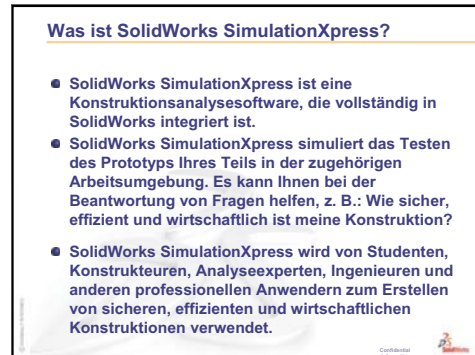 Was ist SolidWorks SimulationXpress?
SolidWorks SimulationXpress ist eine
Konstruktionsanalysesoftware, die vollständig in
SolidWorks integriert ist.
SolidWorks SimulationXpress simuliert das Testen
des Prototyps Ihres Teils in der zugehörigen
Arbeitsumgebung. Es kann Ihnen bei der
Beantwortung von Fragen helfen, z. B.: Wie sicher,
effizient und wirtschaftlich ist meine Konstruktion?
SolidWorks SimulationXpress wird von Studenten,
Konstrukteuren, Analyseexperten, Ingenieuren und
anderen professionellen Anwendern zum Erstellen
von sicheren, effizienten und wirtschaftlichen
Konstruktionen verwendet.
Confidential
SolidWorks